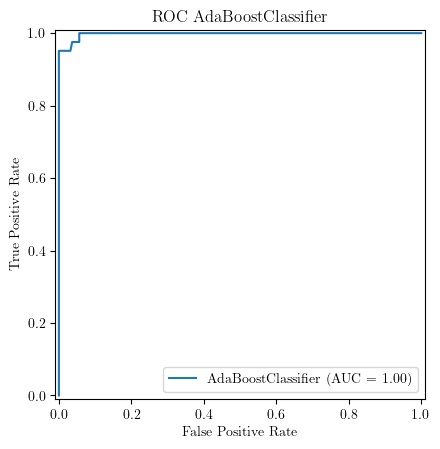 ROC AdaBoostClassifier
1.0
0.8
0.6
0.4
0.2
0.0
True Positive Rate
AdaBoostClassifier (AUC = 1.00)
0.0 0.2 0.4 0.6 0.8 1.0
False Positive Rate